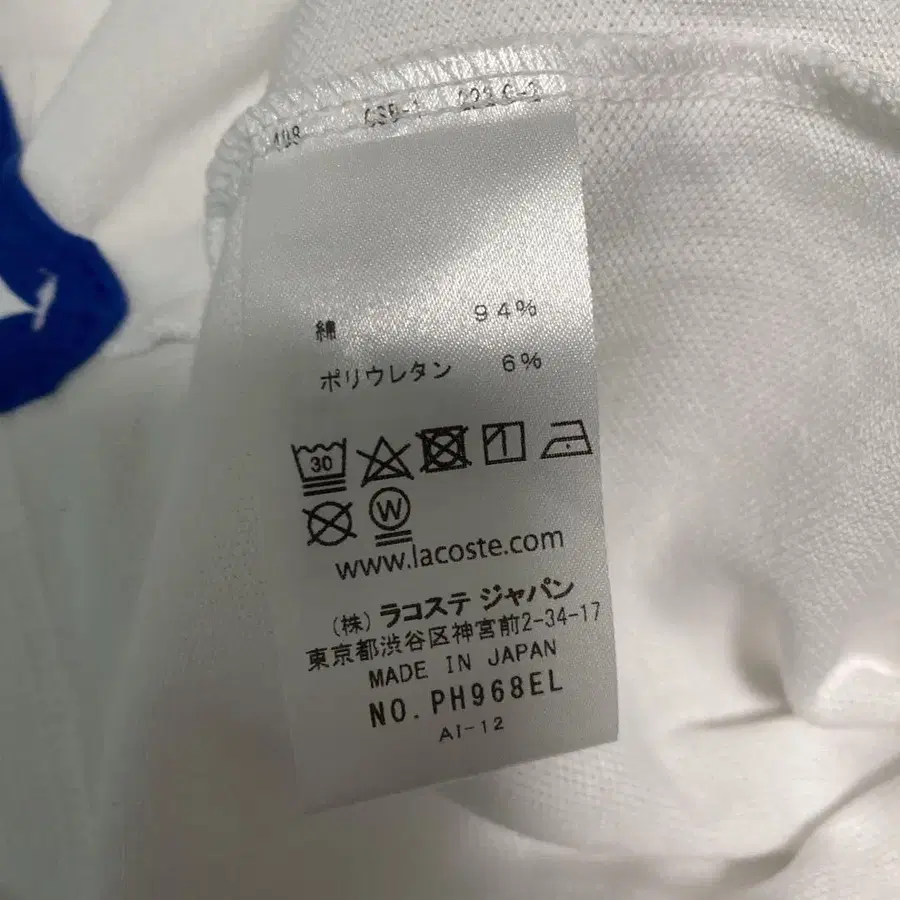 綿 94%
ポリウレタン 6%
30
W
www.lacoste.com
(株) ラコステ ジャパン
東京都渋谷区神宮前2-34-17
MADE IN JAPAN
NO. PH968EL
AI-12